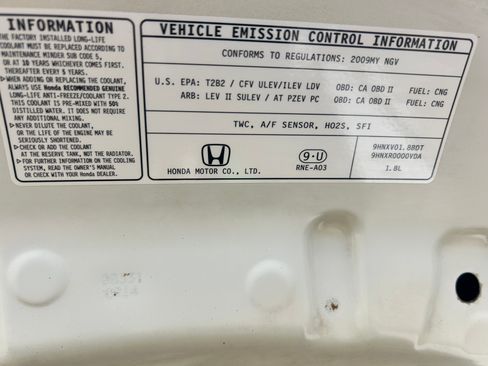 INFORMATION
THE FACTORY INSTALLED LONG-LIFE
COOLANT MUST BE REPLACED ACCORDING TO
MAINTENANCE MINDER SUB CODE 5,
OR AT 10 YEARS WHICHEVER COMES FIRST.
THEREAFTER EVERY 5 YEARS.
WHEN ADDING OR REPLACING THE COOLANT,
ALWAYS USE Honda RECOMMENDED GENUINE
LONG-LIFE ANTI-FREEZE/COOLANT TYPE 2.
THIS COOLANT IS PRE-MIXED WITH 50%
DISTILLED WATER. IT DOES NOT REQUIRE
ANY ADDITIONAL MIXING.
NEVER DILUTE THE COOLANT,
OR THE LIFE OF THE ENGINE MAY BE
SERIOUSLY SHORTENED.
CHECK OR ADD COOLANT
AT THE RESERVE TANK, NOT THE RADIATOR.
FOR FURTHER INFORMATION ON THE COOLING
SYSTEM, READ THE OWNER'S MANUAL
OR CHECK WITH YOUR Honda DEALER.
VEHICLE EMISSION CONTROL INFORMATION
CONFORMS TO REGULATIONS: 2009MY NGV
U.S. EPA: T2B2 / CFV ULEV/ILEV LDV OBD: CA OBD II FUEL: CNG
ARB: LEV II SULEV / AT PZEV PC OBD: CA OBD II FUEL: CNG
TWC, A/F SENSOR, HO2S, SFI
HONDA MOTOR CO., LTD.
9-U
RNE-A03
9HNXV01.8BDT
9HNXR0000VDA
1.8L